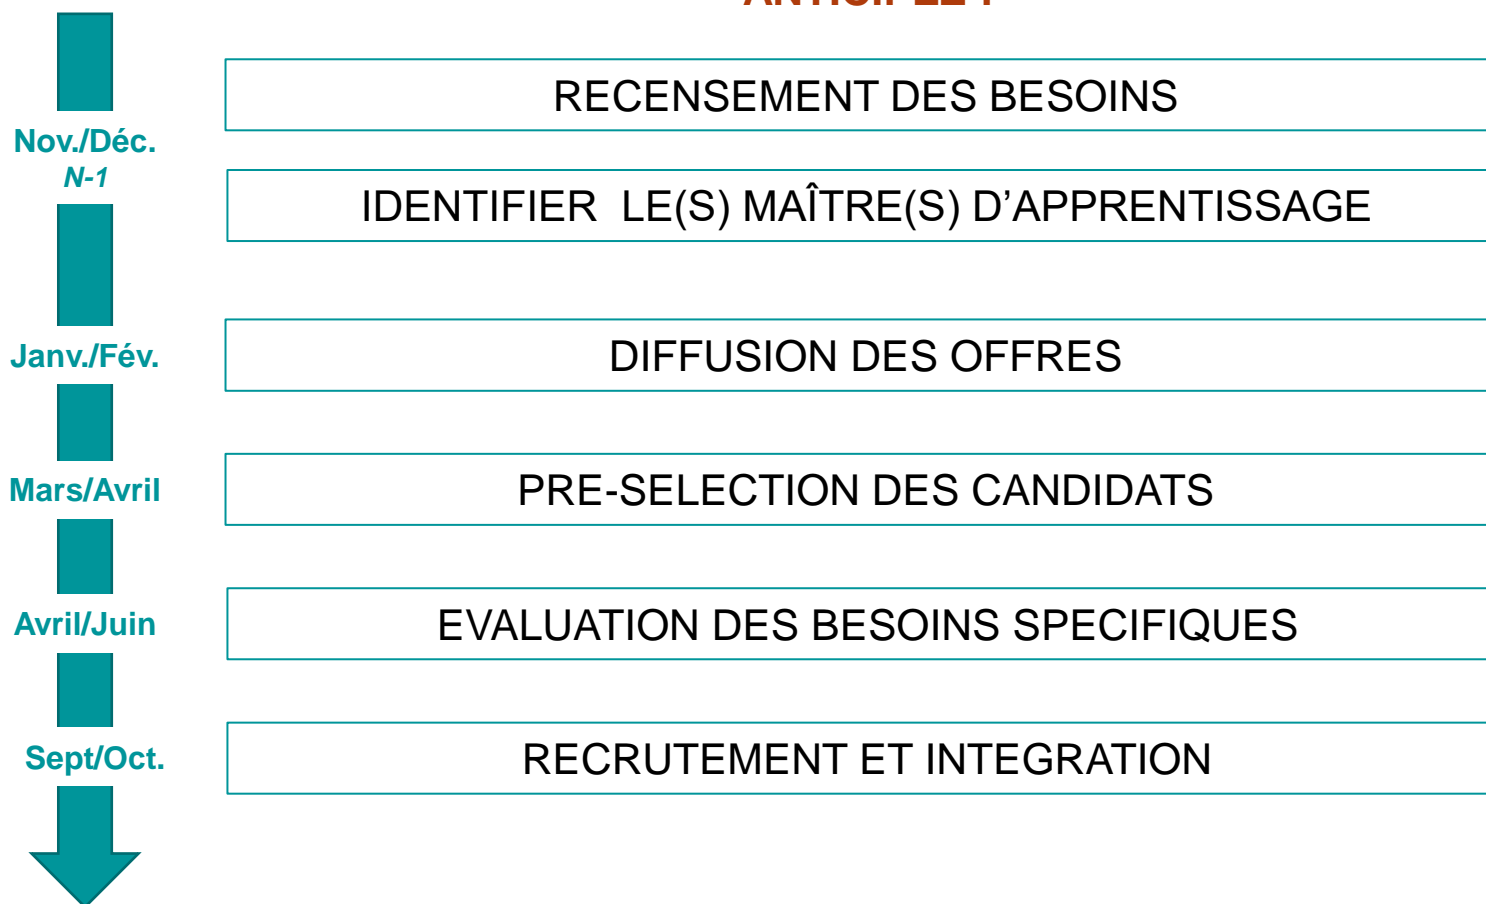 RECENSEMENT DES BESOINS
Nov./Déc.
N-1
IDENTIFIER LE(S) MAÎTRE(S) D’APPRENTISSAGE
Janv./Fév.
DIFFUSION DES OFFRES
Mars/Avril
PRE-SELECTION DES CANDIDATS
Avril/Juin
EVALUATION DES BESOINS SPECIFIQUES
Sept/Oct.
RECRUTEMENT ET INTEGRATION